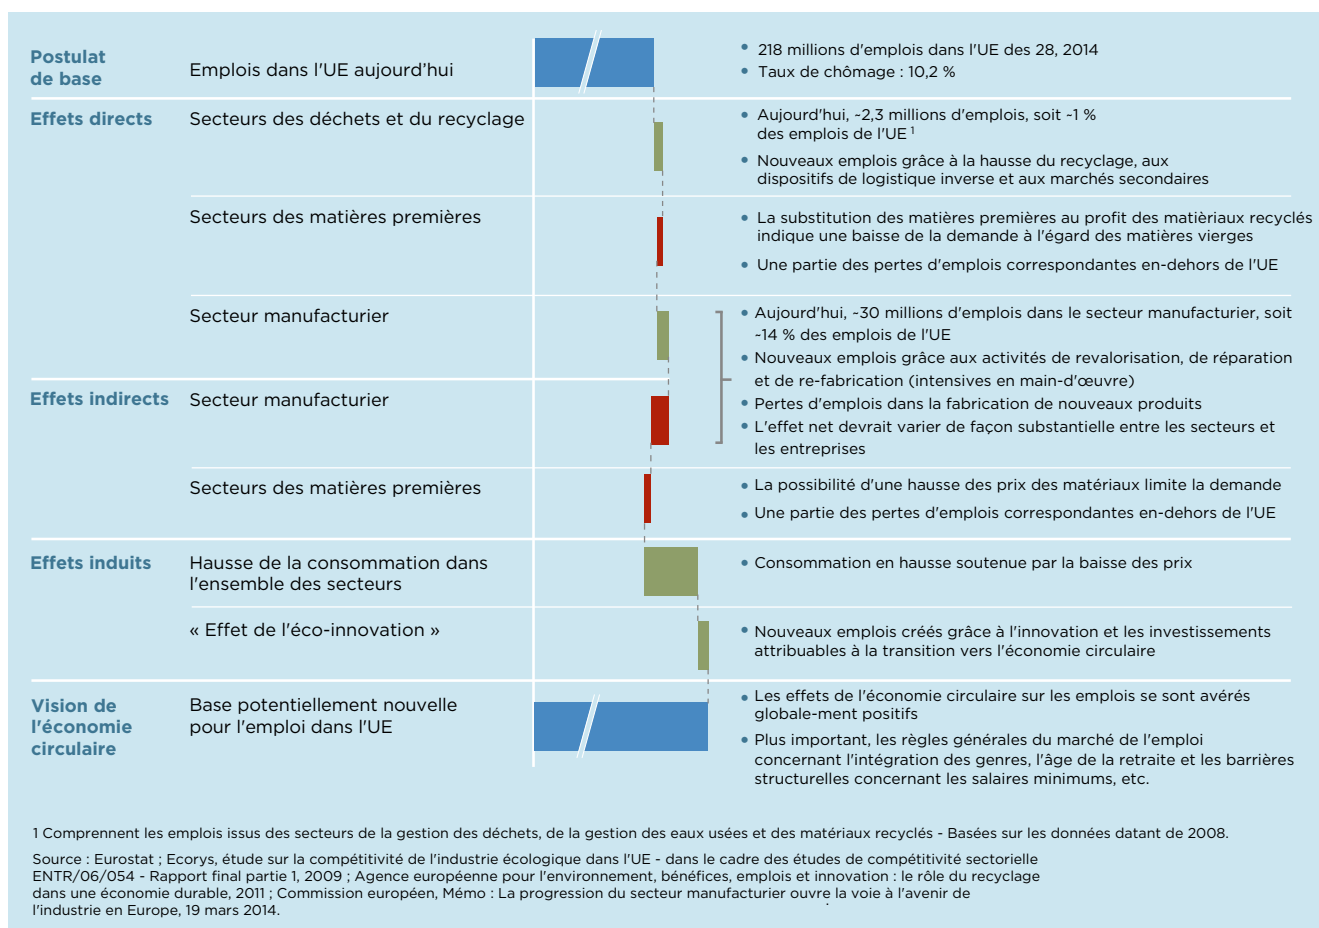 Postulat
de base
Emplois dans l'UE aujourd’hui
• 218 millions d'emplois dans l'UE des 28, 2014
• Taux de chômage : 10,2 %
Effets directs
Secteurs des déchets et du recyclage
• Aujourd'hui, ~2,3 millions d'emplois, soit ~1 %
des emplois de l'UE 1
• Nouveaux emplois grâce à la hausse du recyclage, aux
dispositifs de logistique inverse et aux marchés secondaires
Secteurs des matières premières
• La substitution des matières premières au profit des matièriaux recyclés
indique une baisse de la demande à l'égard des matières vierges
• Une partie des pertes d'emplois correspondantes en-dehors de l'UE
Secteur manufacturier
• Aujourd'hui, ~30 millions d'emplois dans le secteur manufacturier, soit
~14 % des emplois de l'UE
• Nouveaux emplois grâce aux activités de revalorisation, de réparation
et de re-fabrication (intensives en main-d'œuvre)
Effets indirects
Secteur manufacturier
• Pertes d'emplois dans la fabrication de nouveaux produits
• L'effet net devrait varier de façon substantielle entre les secteurs et
les entreprises
Secteurs des matières premières
• La possibilité d'une hausse des prix des matériaux limite la demande
• Une partie des pertes d'emplois correspondantes en-dehors de l'UE
Effets induits
Hausse de la consommation dans
l'ensemble des secteurs
• Consommation en hausse soutenue par la baisse des prix
« Effet de l'éco-innovation »
• Nouveaux emplois créés grâce à l'innovation et les investissements
attribuables à la transition vers l'économie circulaire
Vision de
l'économie
circulaire
Base potentiellement nouvelle
pour l'emploi dans l'UE
• Les effets de l'économie circulaire sur les emplois se sont avérés
globale-ment positifs
• Plus important, les règles générales du marché de l'emploi
concernant l'intégration des genres, l'âge de la retraite et les barrières
structurelles concernant les salaires minimums, etc.
1 Comprennent les emplois issus des secteurs de la gestion des déchets, de la gestion des eaux usées et des matériaux recyclés - Basées sur les données datant de 2008.
Source : Eurostat ; Ecorys, étude sur la compétitivité de l'industrie écologique dans l'UE - dans le cadre des études de compétitivité sectorielle
ENTR/06/054 - Rapport final partie 1, 2009 ; Agence européenne pour l'environnement, bénéfices, emplois et innovation : le rôle du recyclage
dans une économie durable, 2011 ; Commission européen, Mémo : La progression du secteur manufacturier ouvre la voie à l'avenir de
l'industrie en Europe, 19 mars 2014.